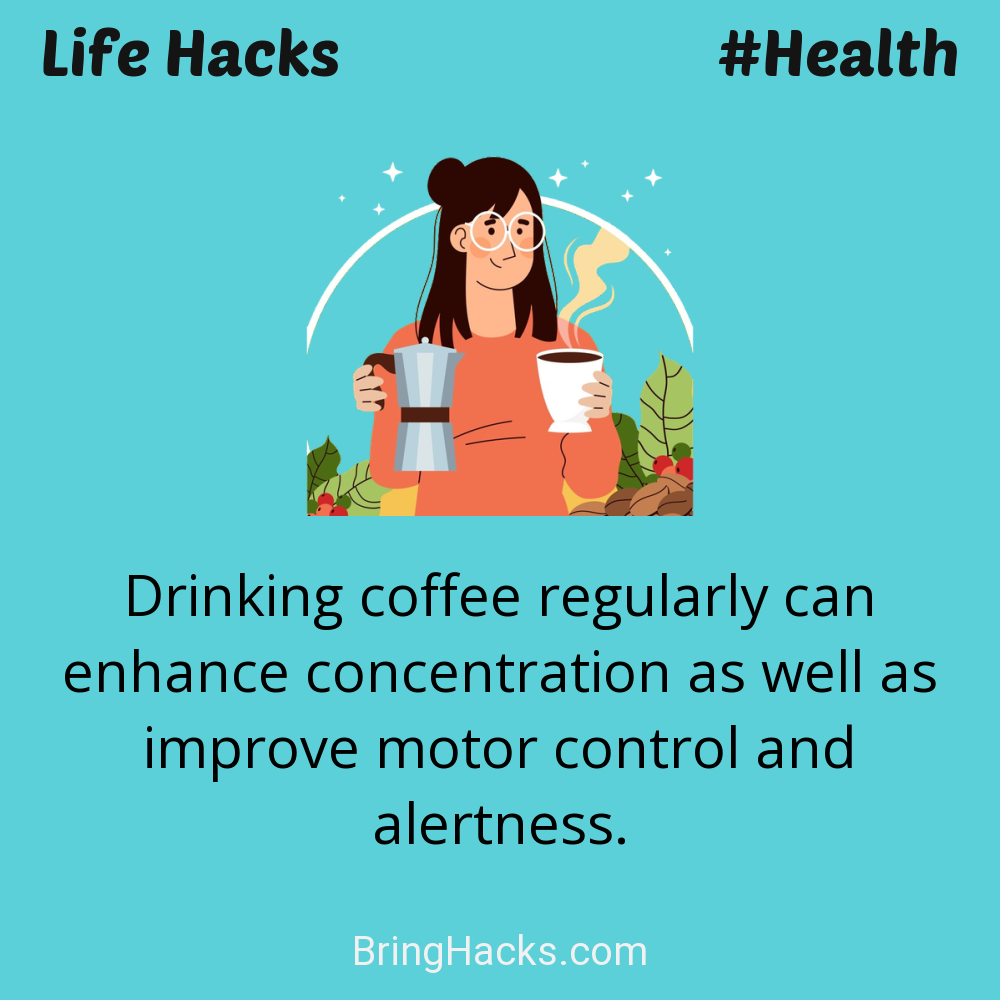 Life Hacks
#Health
Drinking coffee regularly can
enhance concentration as well as
improve motor control and
alertness.
BringHacks.com